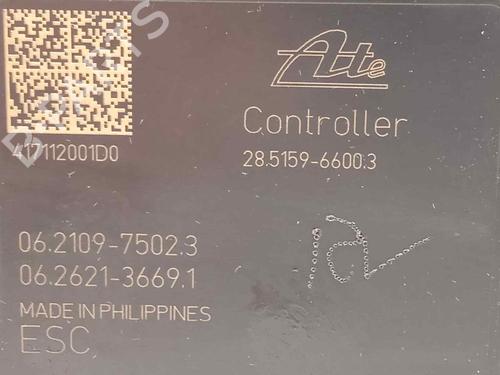 Ate
417112001D0
Controller
28.5159-6600.3
06.2109-7502.3
06.2621-3669.1
MADE IN PHILIPPINES
ESC